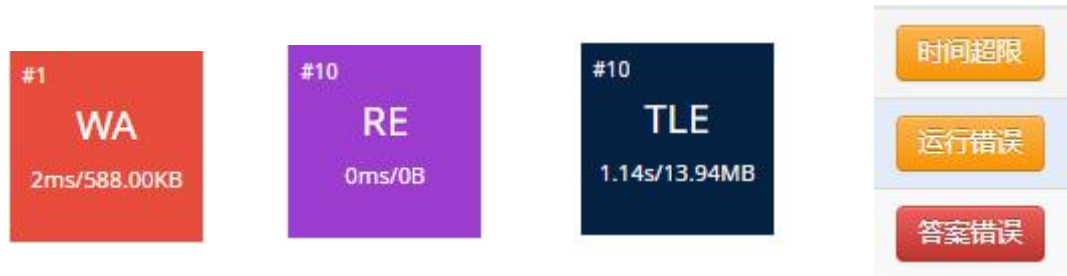 #1
WA
2ms/588.00KB
#10
RE
0ms/0B
#10
TLE
1.14s/13.94MB
时间超限
运行错误
答案错误